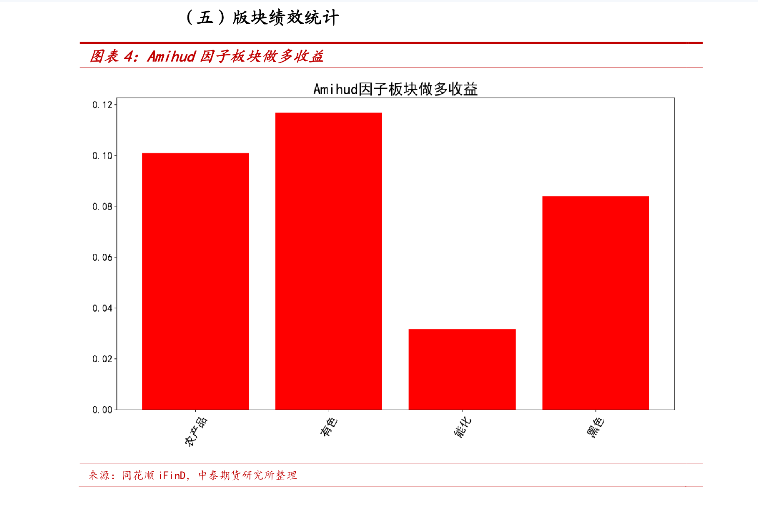 （五）版块绩效统计
图表 4：Amihud 因子板块做多收益
Amihud因子板块做多收益
0.12
0.10
0.08
0.06
0.04
0.02
0.00
农产品
有色
能化
黑色
来源：同花顺 iFinD，中泰期货研究所整理